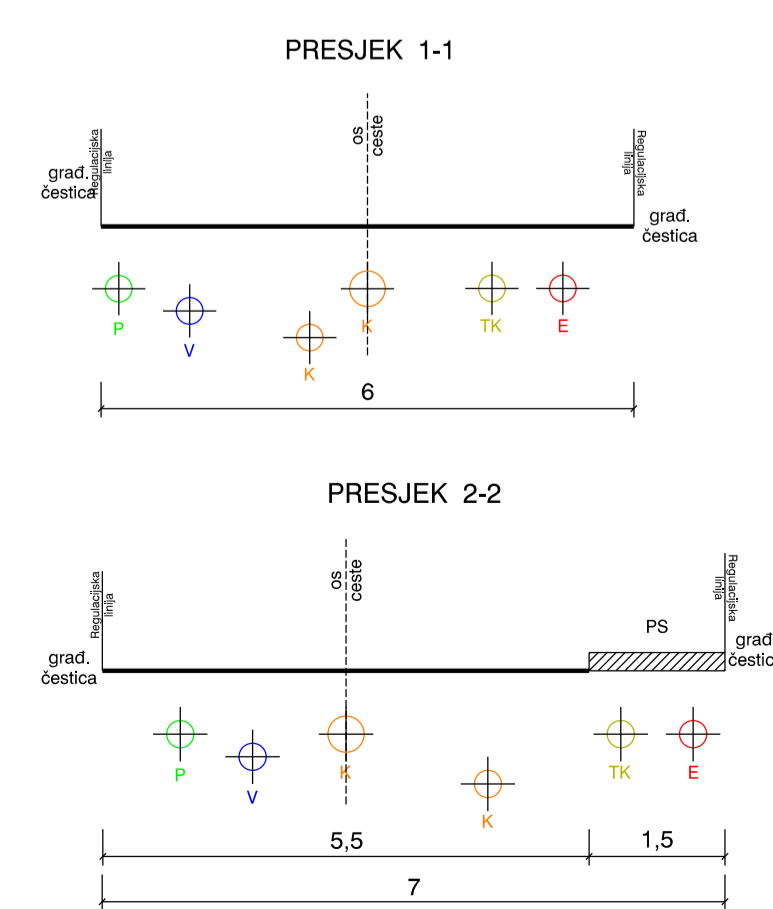 PRESJEK 1-1
Regulacijska
linija
građ.
čestica
os
ceste
Regulacijska
linija
građ.
čestica
P
V
K
K
TK
E
6
PRESJEK 2-2
Regulacijska
linija
građ.
čestica
os
ceste
PS
Regulacijska
linija
građ
čestic
P
V
K
K
TK
E
5,5
1,5
7